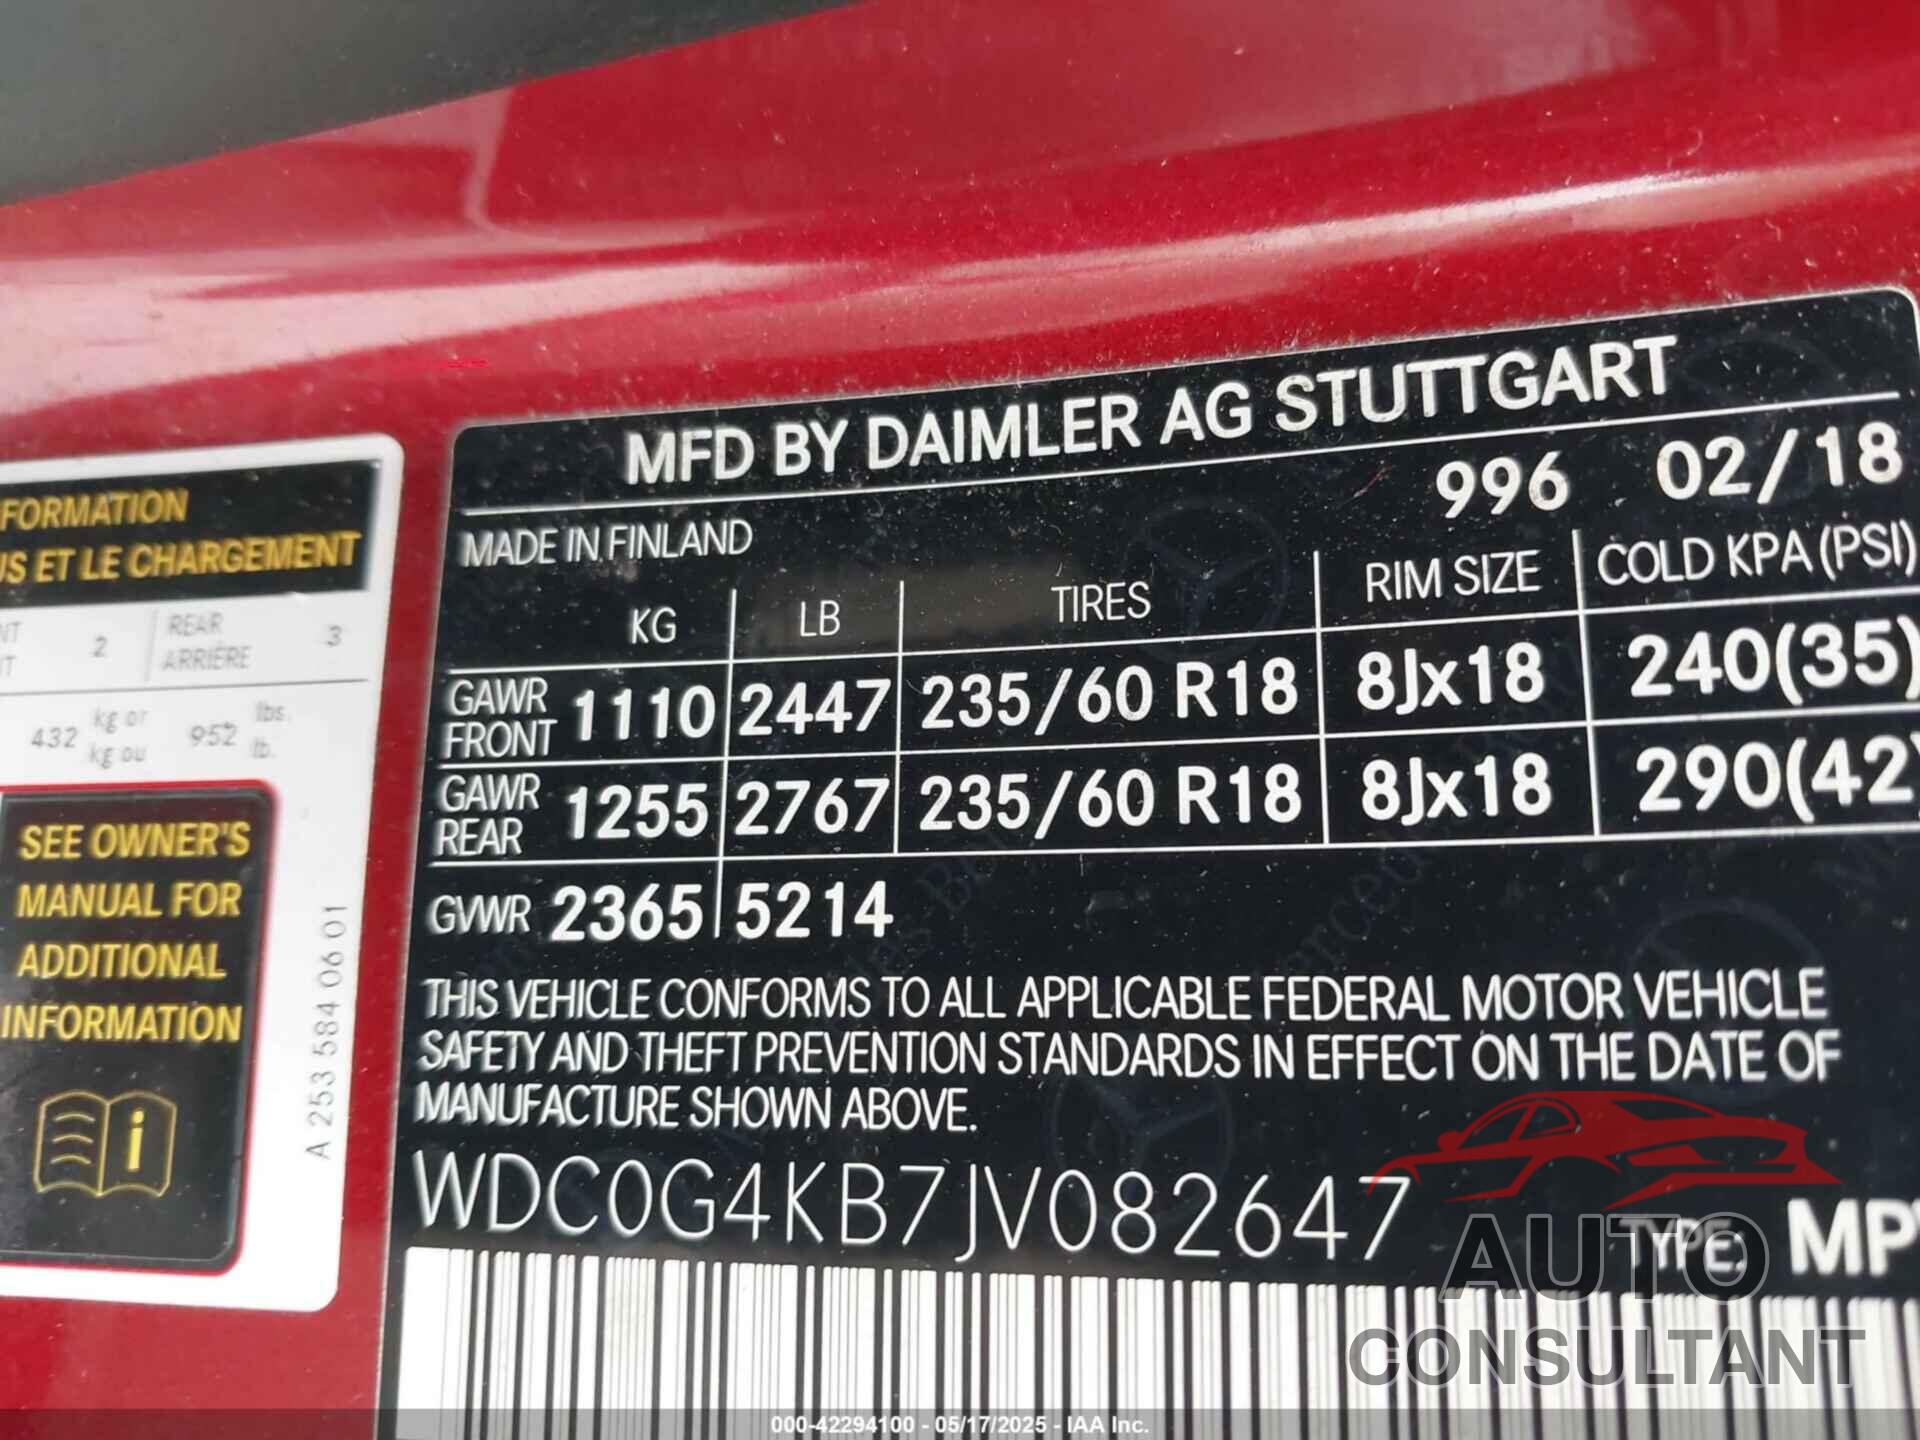 FORMATION
US ET LE CHARGEMENT
NT 2 REAR 3
NT ARRIÈRE
432 kg or 952 lbs.
kg ou lb.
SEE OWNER'S
MANUAL FOR
ADDITIONAL
INFORMATION
i
A 253 584 06 01
MFD BY DAIMLER AG STUTTGART
996 02/18
MADE IN FINLAND
KG LB TIRES RIM SIZE COLD KPA (PSI)
GAWR FRONT 1110 2447 235/60 R18 8Jx18 240(35)
GAWR REAR 1255 2767 235/60 R18 8Jx18 290(42)
GVWR 2365 5214
THIS VEHICLE CONFORMS TO ALL APPLICABLE FEDERAL MOTOR VEHICLE
SAFETY AND THEFT PREVENTION STANDARDS IN EFFECT ON THE DATE OF
MANUFACTURE SHOWN ABOVE.
WDC0G4KB7JV082647 TYPE: MP
AUTO
CONSULTANT
000-42294100 - 05/17/2025 - IAA Inc.